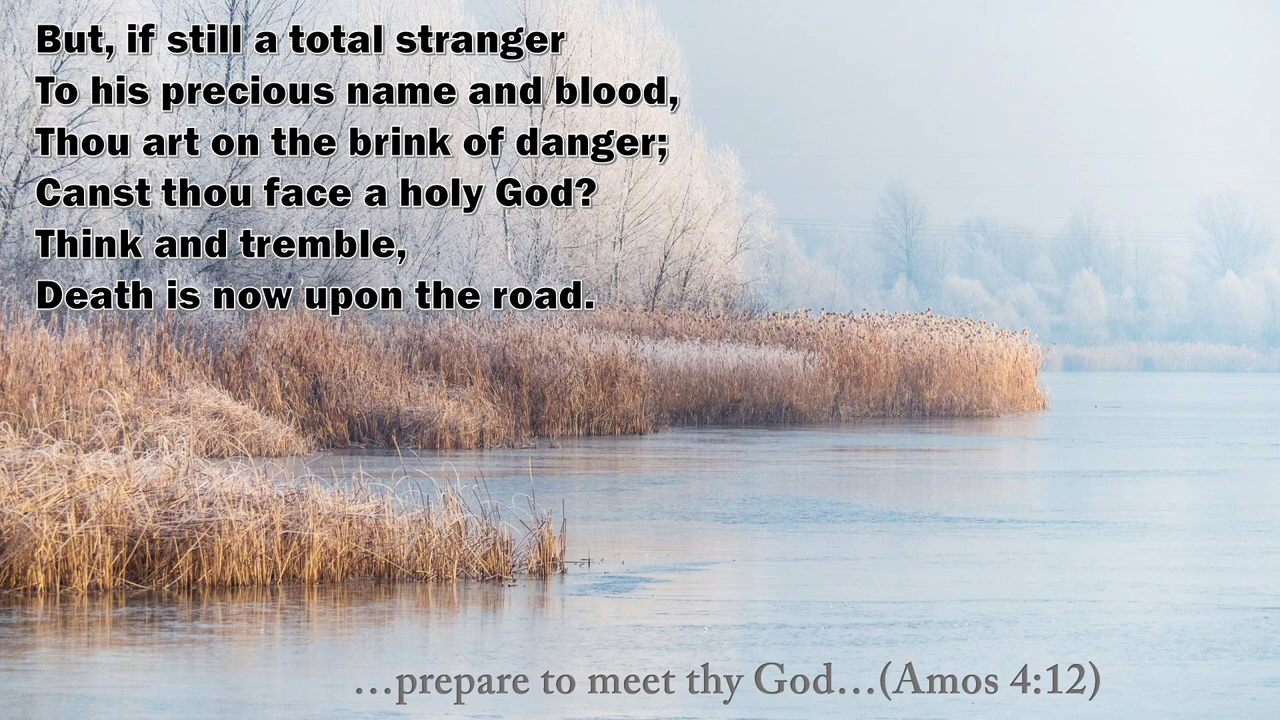 But, if still a total stranger
To his precious name and blood,
Thou art on the brink of danger;
Canst thou face a holy God?
Think and tremble,
Death is now upon the road.
…prepare to meet thy God…(Amos 4:12)